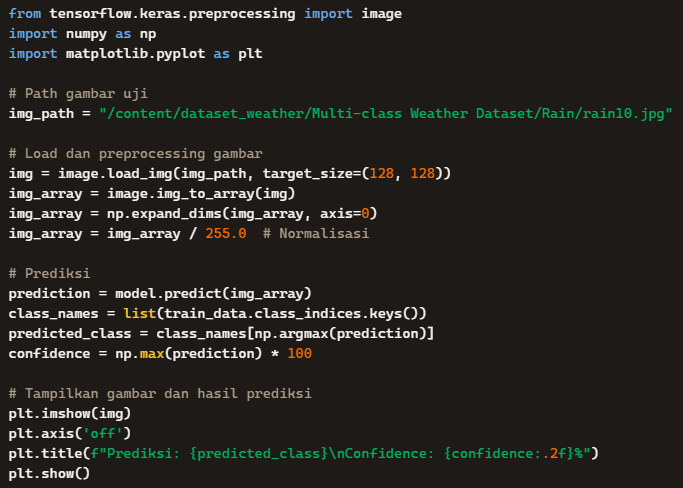 from tensorflow.keras.preprocessing import image
import numpy as np
import matplotlib.pyplot as plt

# Path gambar uji
img_path = "/content/dataset_weather/Multi-class Weather Dataset/Rain/rain10.jpg"

# Load dan preprocessing gambar
img = image.load_img(img_path, target_size=(128, 128))
img_array = image.img_to_array(img)
img_array = np.expand_dims(img_array, axis=0)
img_array = img_array / 255.0  # Normalisasi

# Prediksi
prediction = model.predict(img_array)
class_names = list(train_data.class_indices.keys())
predicted_class = class_names[np.argmax(prediction)]
confidence = np.max(prediction) * 100

# Tampilkan gambar dan hasil prediksi
plt.imshow(img)
plt.axis('off')
plt.title(f"Prediksi: {predicted_class}\nConfidence: {confidence:.2f}%")
plt.show()